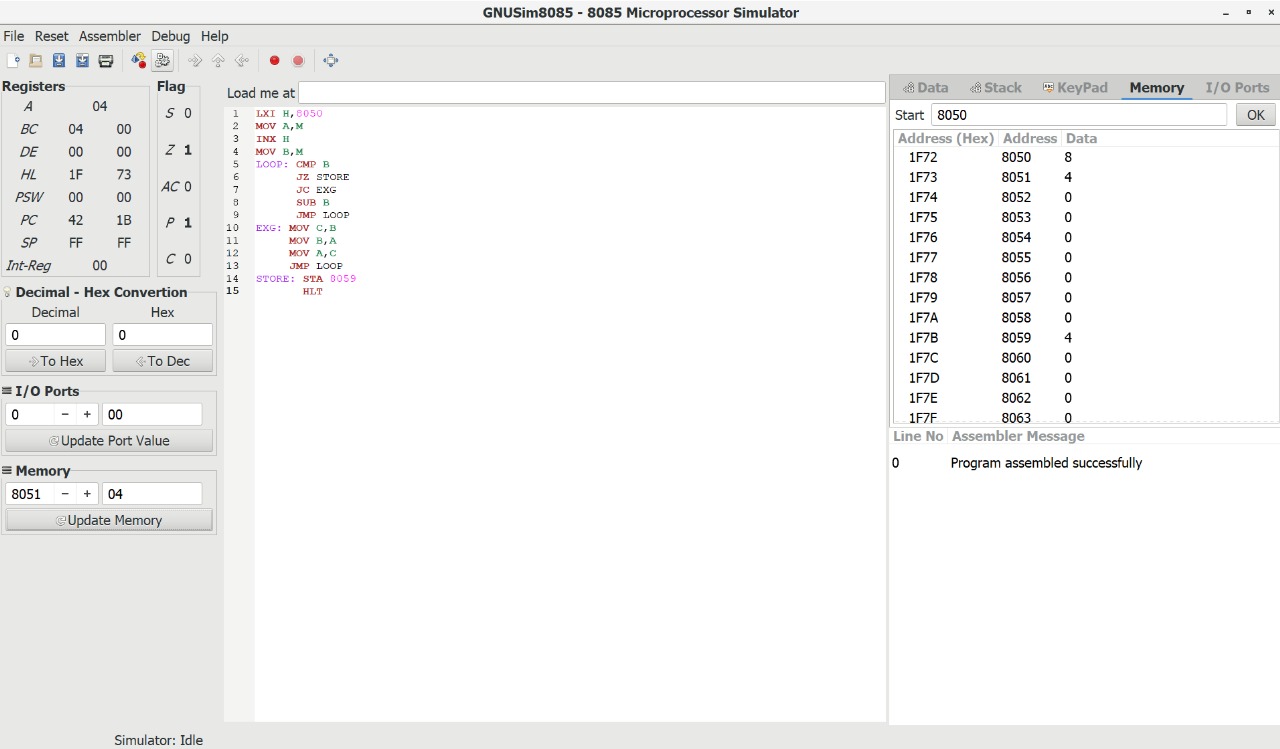 GNUSim8085 - 8085 Microprocessor Simulator
File Reset Assembler Debug Help
Registers
A 04
BC 04 00
DE 00 00
HL 1F 73
PSW 00 00
PC 42 1B
SP FF FF
Int-Reg 00
Flag
S 0
Z 1
AC 0
P 1
C 0
Decimal - Hex Convertion
Decimal Hex
0 0
To Hex To Dec
I/O Ports
0 - + 00
Update Port Value
Memory
8051 - + 04
Update Memory
Simulator: Idle
Load me at
1 LXI H,8050
2 MOV A,M
3 INX H
4 MOV B,M
5 LOOP: CMP B
6 JZ STORE
7 JC EXG
8 SUB B
9 JMP LOOP
10 EXG: MOV C,B
11 MOV B,A
12 MOV A,C
13 JMP LOOP
14 STORE: STA 8059
15 HLT
Data Stack KeyPad Memory I/O Ports
Start 8050 OK
Address (Hex) Address Data
1F72 8050 8
1F73 8051 4
1F74 8052 0
1F75 8053 0
1F76 8054 0
1F77 8055 0
1F78 8056 0
1F79 8057 0
1F7A 8058 0
1F7B 8059 4
1F7C 8060 0
1F7D 8061 0
1F7E 8062 0
1F7F 8063 0
Line No Assembler Message
0 Program assembled successfully